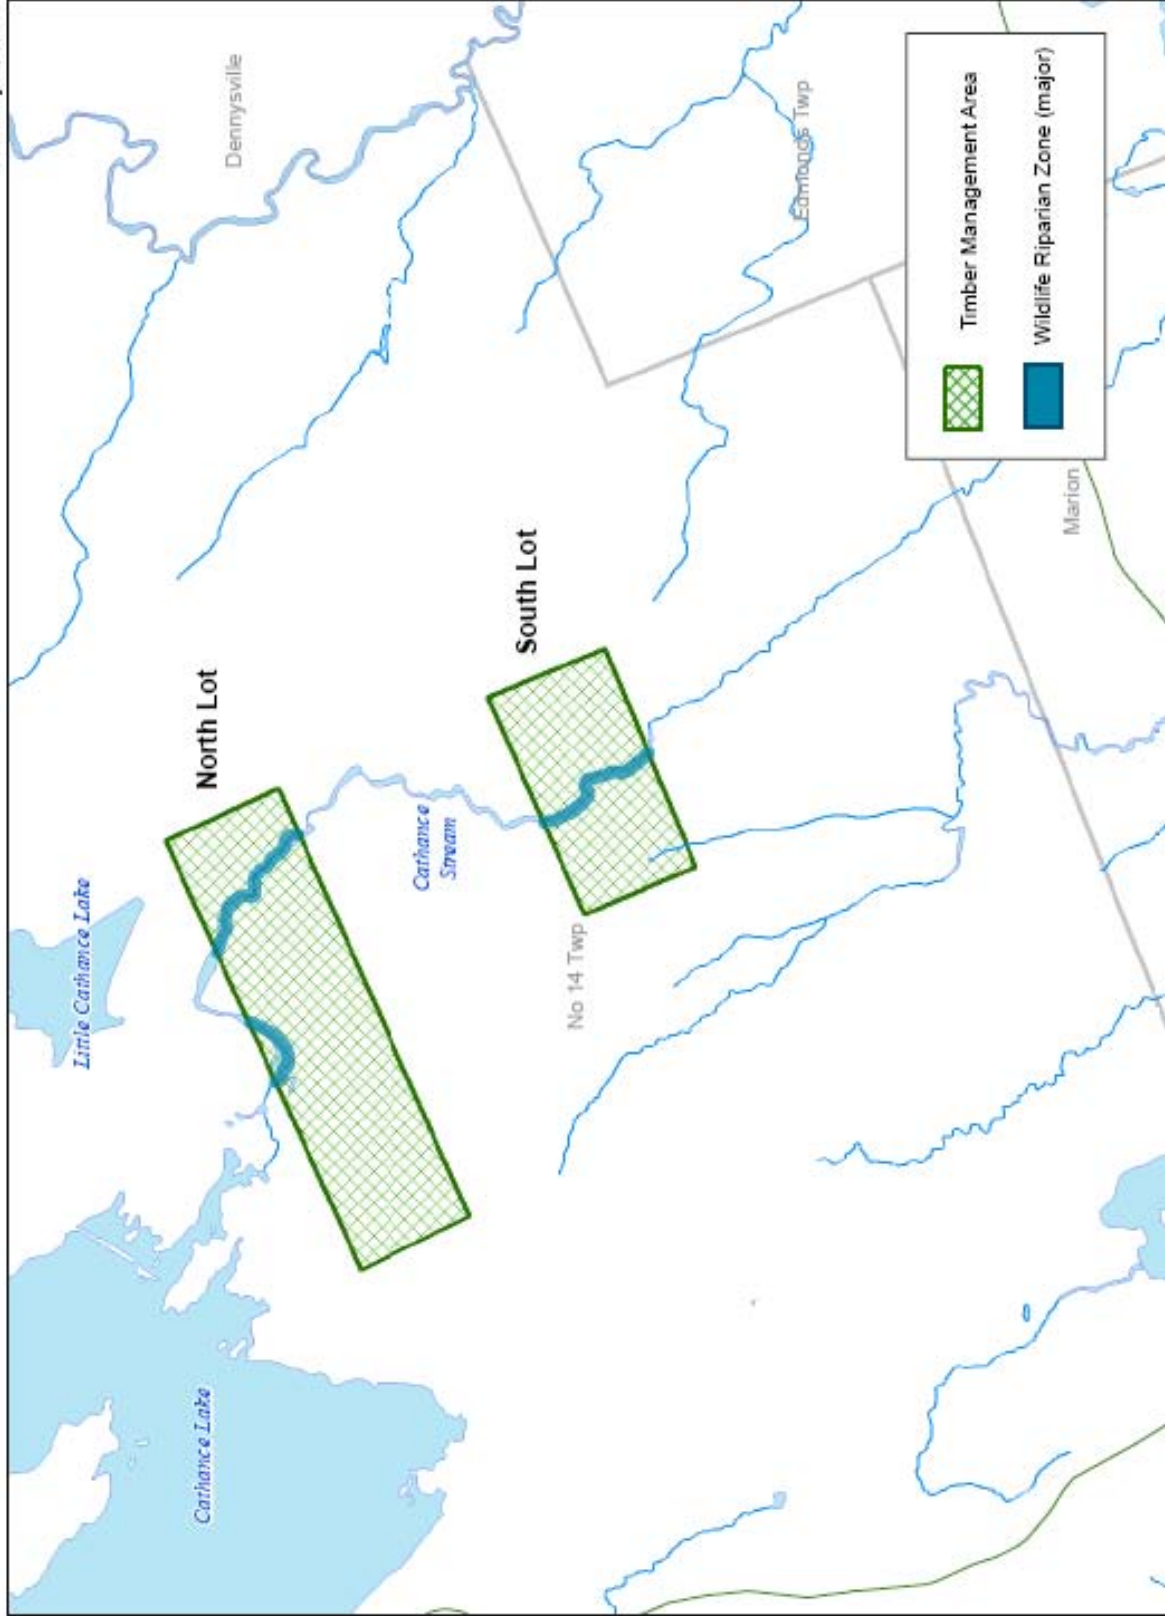 Cathance Lake
Little Cathance Lake
North Lot
Dennysville
Cathance
Stream
South Lot
No 14 Twp
Edmunds Twp
Marion
Timber Management Area
Wildlife Riparian Zone (major)